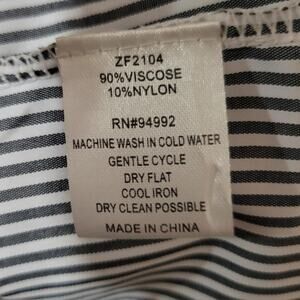 ZF2104
90%VISCOSE
10%NYLON
RN#94992
MACHINE WASH IN COLD WATER
GENTLE CYCLE
DRY FLAT
COOL IRON
DRY CLEAN POSSIBLE
MADE IN CHINA